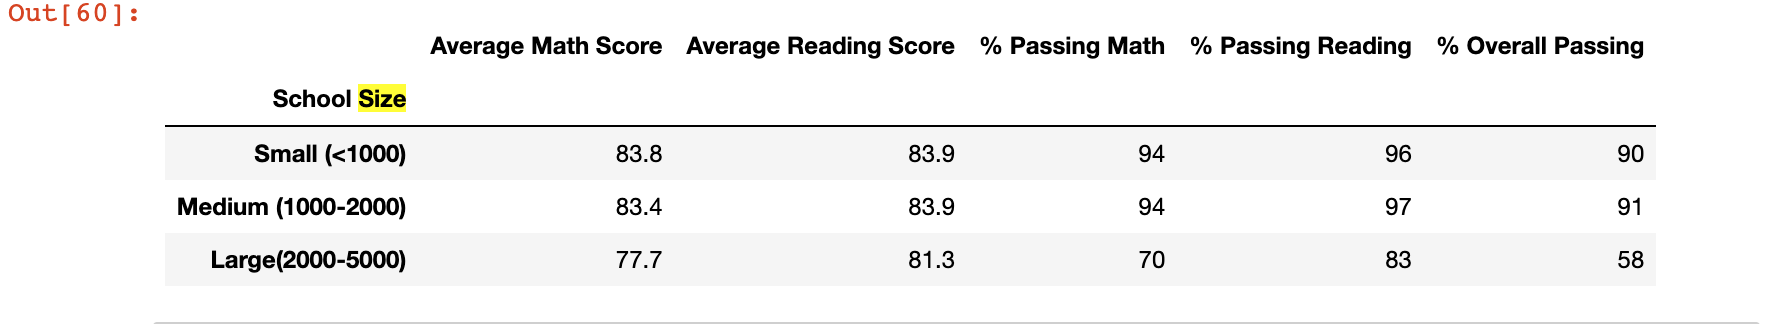 Out[60]:
Average Math Score Average Reading Score % Passing Math % Passing Reading % Overall Passing
School Size
Small (<1000) 83.8 83.9 94 96 90
Medium (1000-2000) 83.4 83.9 94 97 91
Large(2000-5000) 77.7 81.3 70 83 58